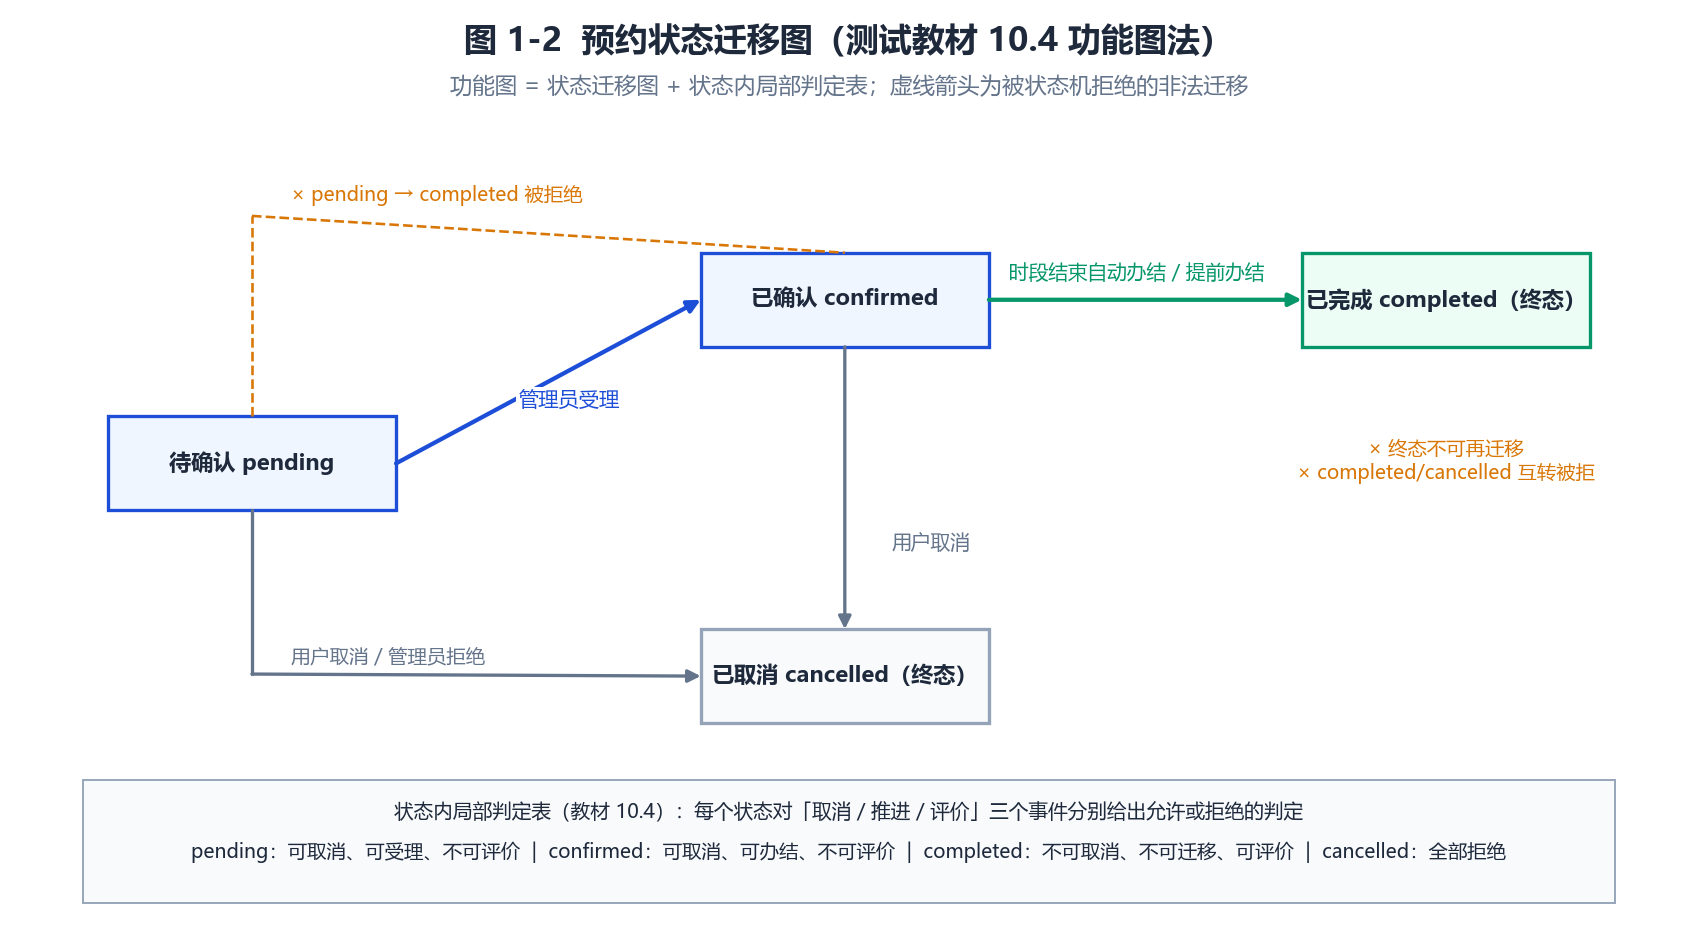 图 1-2 预约状态迁移图（测试教材 10.4 功能图法）
功能图 = 状态迁移图 + 状态内局部判定表；虚线箭头为被状态机拒绝的非法迁移
× pending → completed 被拒绝
已确认 confirmed
时段结束自动办结 / 提前办结
已完成 completed（终态）
管理员受理
待确认 pending
× 终态不可再迁移
× completed/cancelled 互转被拒
用户取消
用户取消 / 管理员拒绝
已取消 cancelled（终态）
状态内局部判定表（教材 10.4）：每个状态对「取消 / 推进 / 评价」三个事件分别给出允许或拒绝的判定
pending：可取消、可受理、不可评价 | confirmed：可取消、可办结、不可评价 | completed：不可取消、不可迁移、可评价 | cancelled：全部拒绝